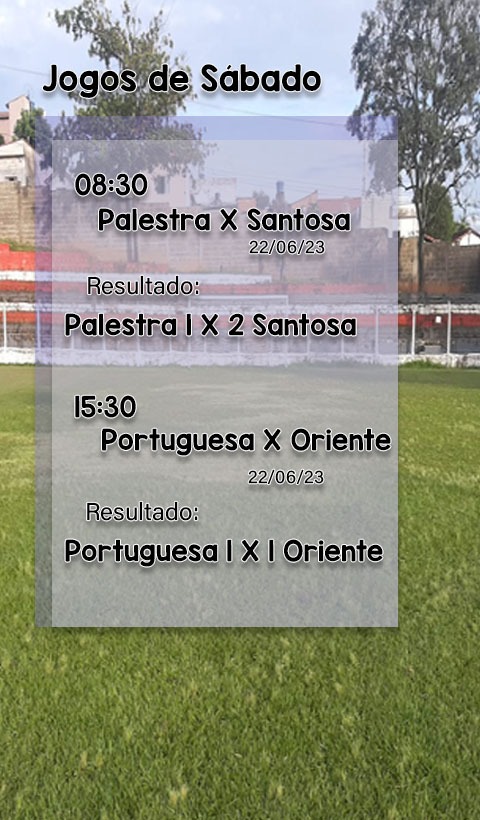 Jogos de Sábado
08:30
Palestra X Santosa
22/06/23
Resultado:
Palestra 1 X 2 Santosa
15:30
Portuguesa X Oriente
22/06/23
Resultado:
Portuguesa 1 X 1 Oriente